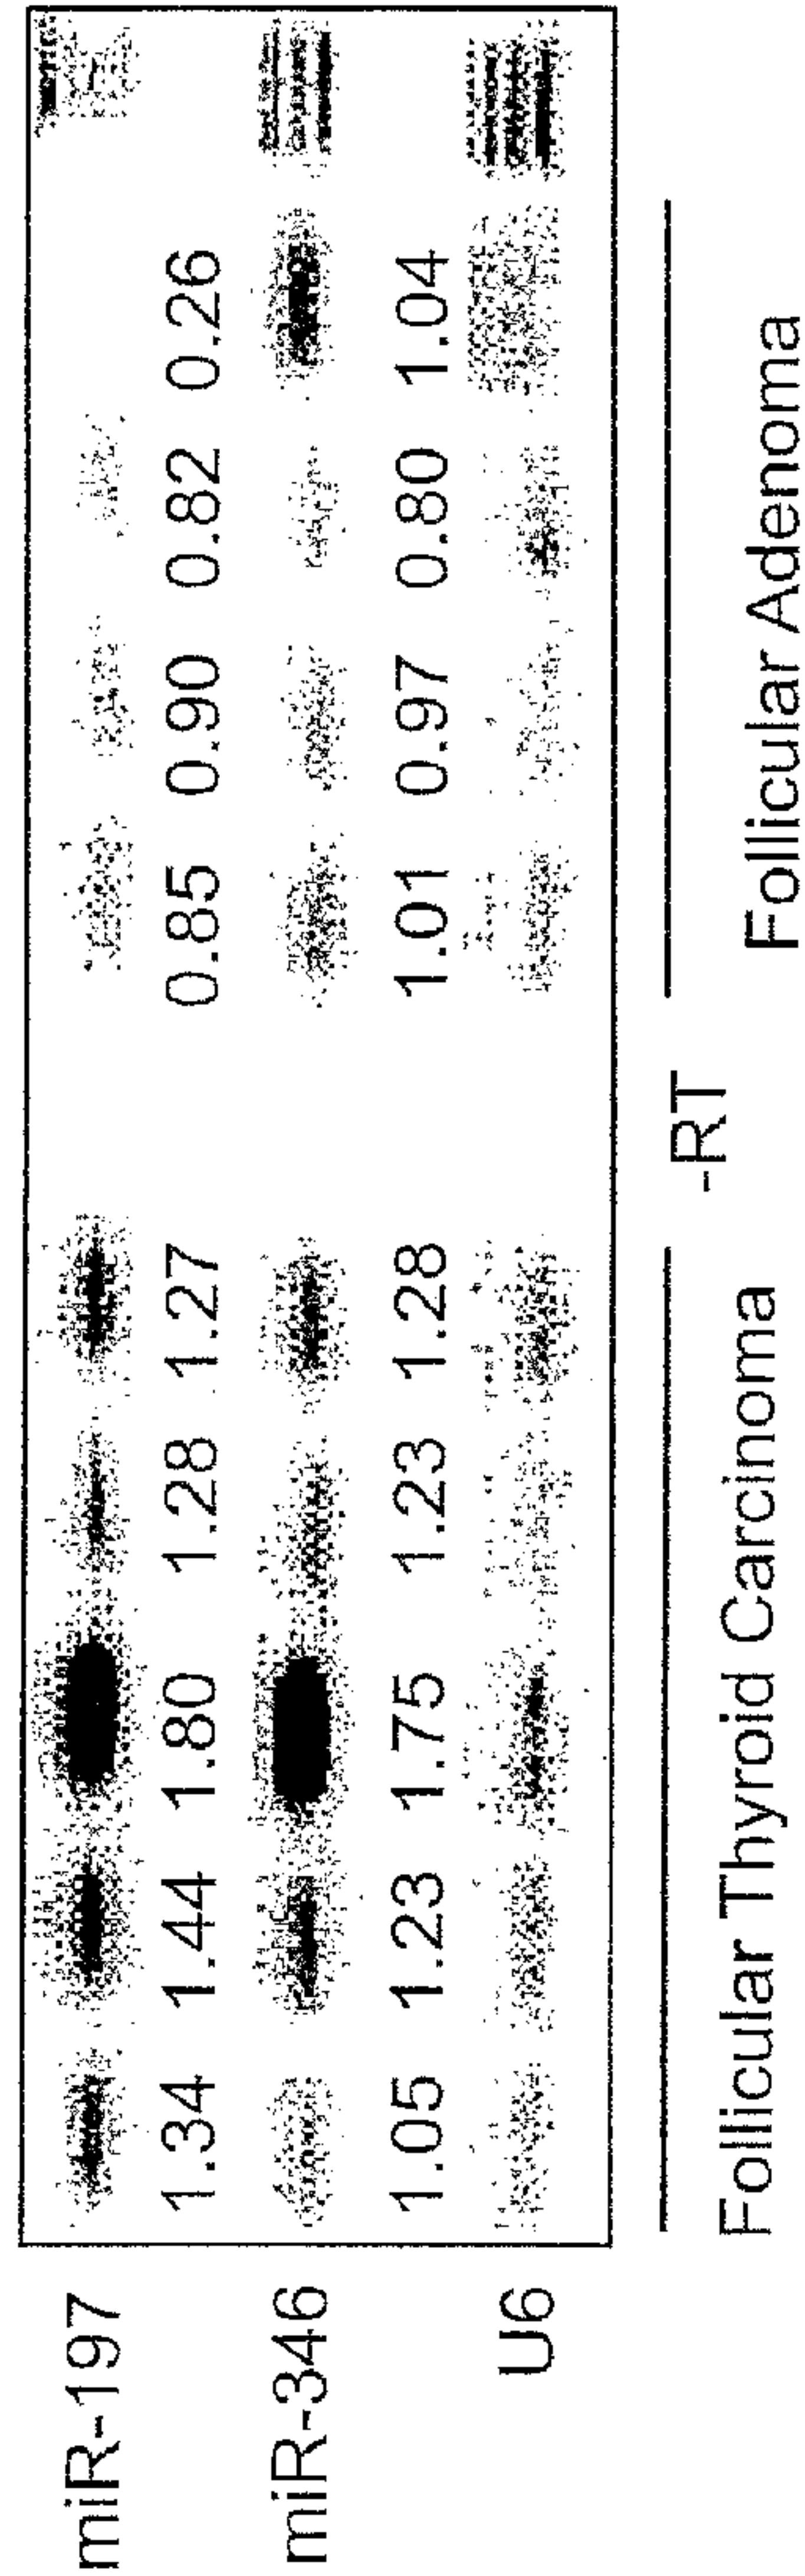 miR-197
1.34 1.44 1.80 1.28 1.27 0.85 0.90 0.82 0.26
miR-346
1.05 1.23 1.75 1.23 1.28 1.01 0.97 0.80 1.04
U6
-RT
Follicular Thyroid Carcinoma Follicular Adenoma